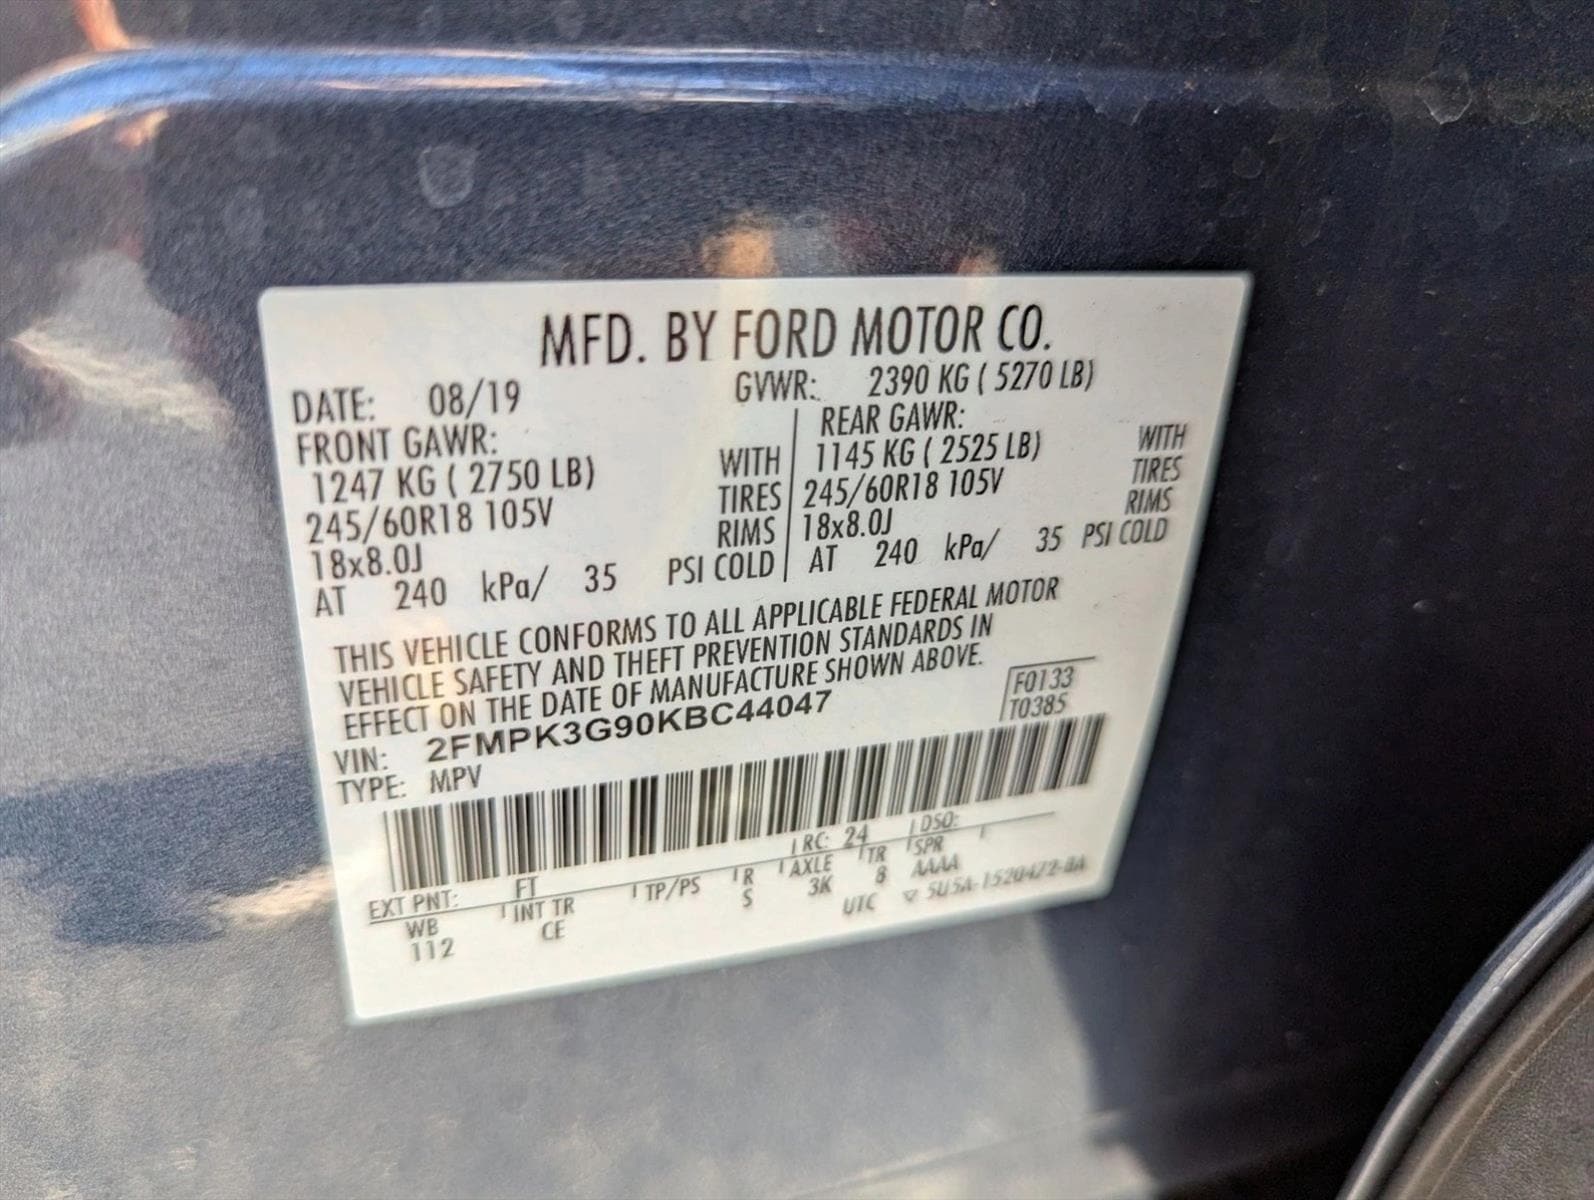 MFD. BY FORD MOTOR CO.
DATE: 08/19 GVWR: 2390 KG ( 5270 LB)
FRONT GAWR: REAR GAWR:
1247 KG ( 2750 LB) WITH 1145 KG ( 2525 LB) WITH
245/60R18 105V TIRES 245/60R18 105V TIRES
18x8.0J RIMS 18x8.0J RIMS
AT 240 kPa/ 35 PSI COLD AT 240 kPa/ 35 PSI COLD
THIS VEHICLE CONFORMS TO ALL APPLICABLE FEDERAL MOTOR
VEHICLE SAFETY AND THEFT PREVENTION STANDARDS IN
EFFECT ON THE DATE OF MANUFACTURE SHOWN ABOVE.
VIN: 2FMPK3G90KBC44047 F0133
TYPE: MPV T0385
EXT PNT: FT RC: 24 DSO:
WB INT TR TP/PS R AXLE TR SPR
112 CE S 3K 8 AAAA
UTC ▽ 5U5A-1520472-BA